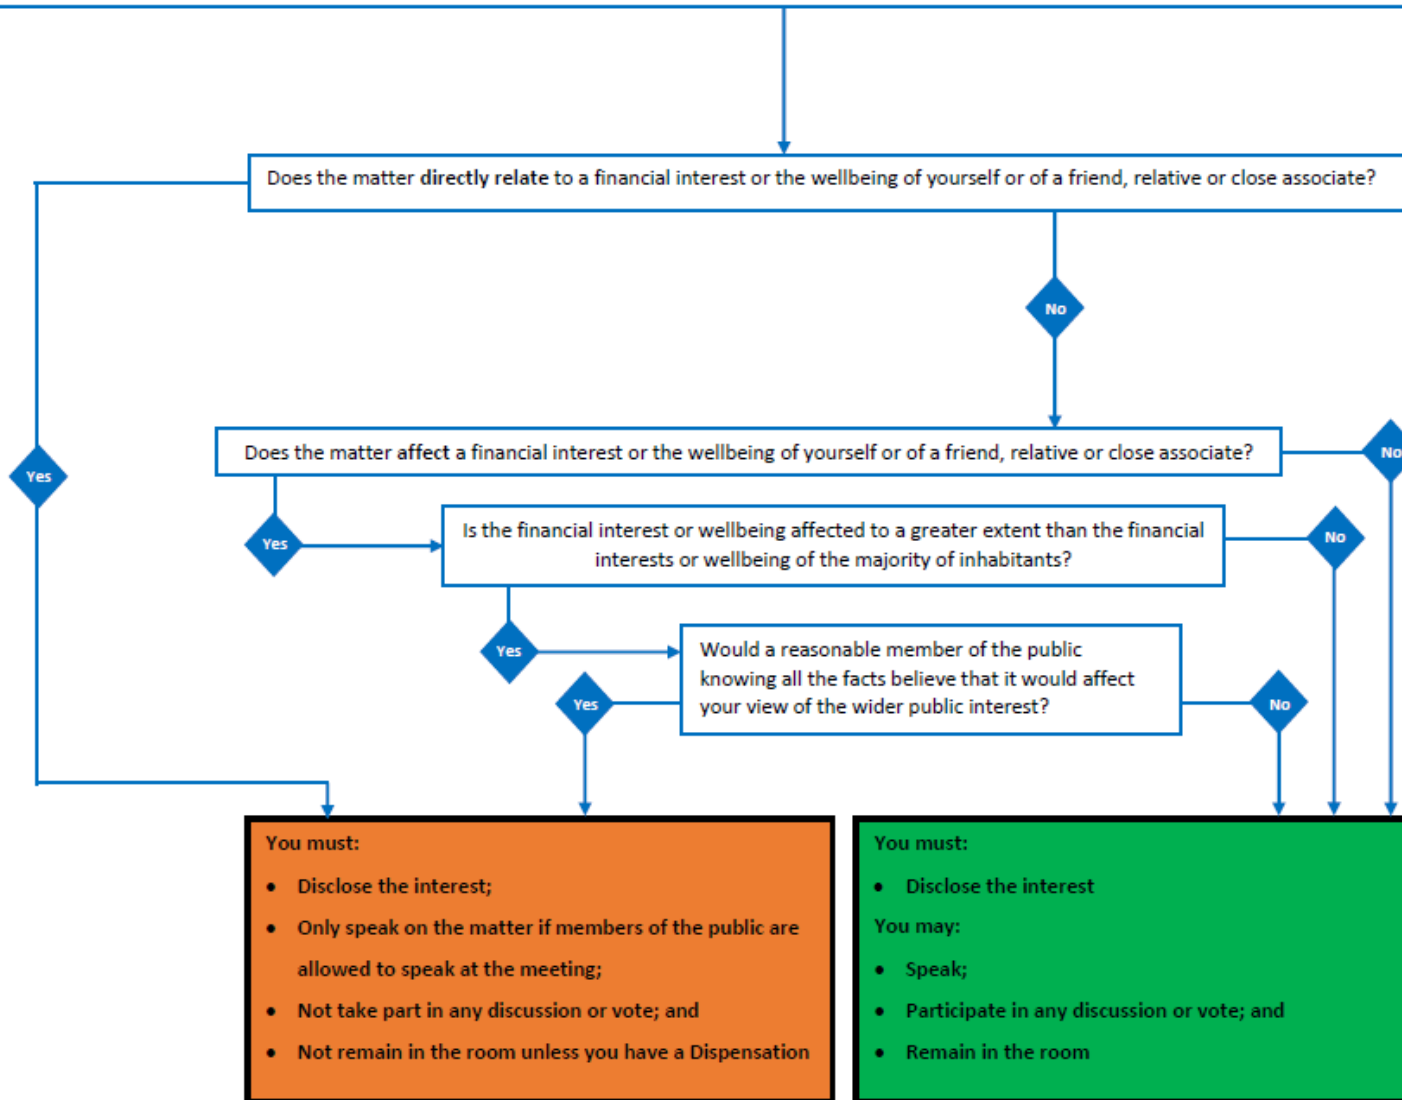 Does the matter directly relate to a financial interest or the wellbeing of yourself or of a friend, relative or close associate?
No
Does the matter affect a financial interest or the wellbeing of yourself or of a friend, relative or close associate?
No
Yes
Yes
Is the financial interest or wellbeing affected to a greater extent than the financial
interests or wellbeing of the majority of inhabitants?
No
Yes
Would a reasonable member of the public
knowing all the facts believe that it would affect
your view of the wider public interest?
Yes
No
You must:
• Disclose the interest;
• Only speak on the matter if members of the public are
allowed to speak at the meeting;
• Not take part in any discussion or vote; and
• Not remain in the room unless you have a Dispensation
You must:
• Disclose the interest
You may:
• Speak;
• Participate in any discussion or vote; and
• Remain in the room